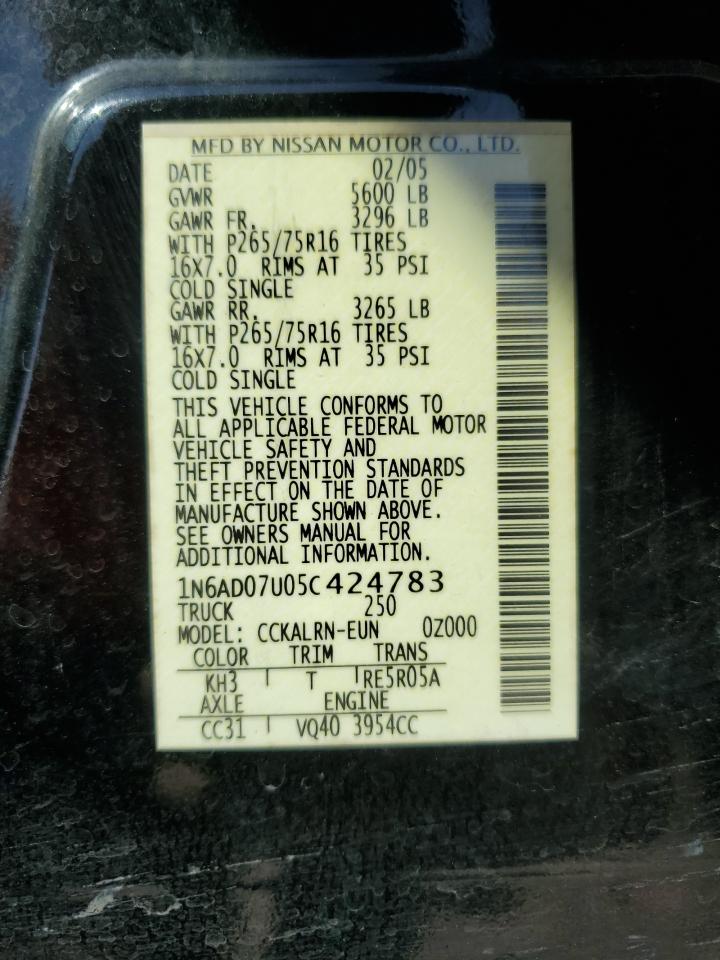 MFD BY NISSAN MOTOR CO., LTD.
DATE 02/05
GVWR 5600 LB
GAWR FR. 3296 LB
WITH P265/75R16 TIRES
16X7.0 RIMS AT 35 PSI
COLD SINGLE
GAWR RR. 3265 LB
WITH P265/75R16 TIRES
16X7.0 RIMS AT 35 PSI
COLD SINGLE
THIS VEHICLE CONFORMS TO
ALL APPLICABLE FEDERAL MOTOR
VEHICLE SAFETY AND
THEFT PREVENTION STANDARDS
IN EFFECT ON THE DATE OF
MANUFACTURE SHOWN ABOVE.
SEE OWNERS MANUAL FOR
ADDITIONAL INFORMATION.
1N6AD07U05C424783
TRUCK 250
MODEL: CCKALRN-EUN 0Z000
COLOR TRIM TRANS
KH3 T RE5R05A
AXLE ENGINE
CC31 VQ40 3954CC